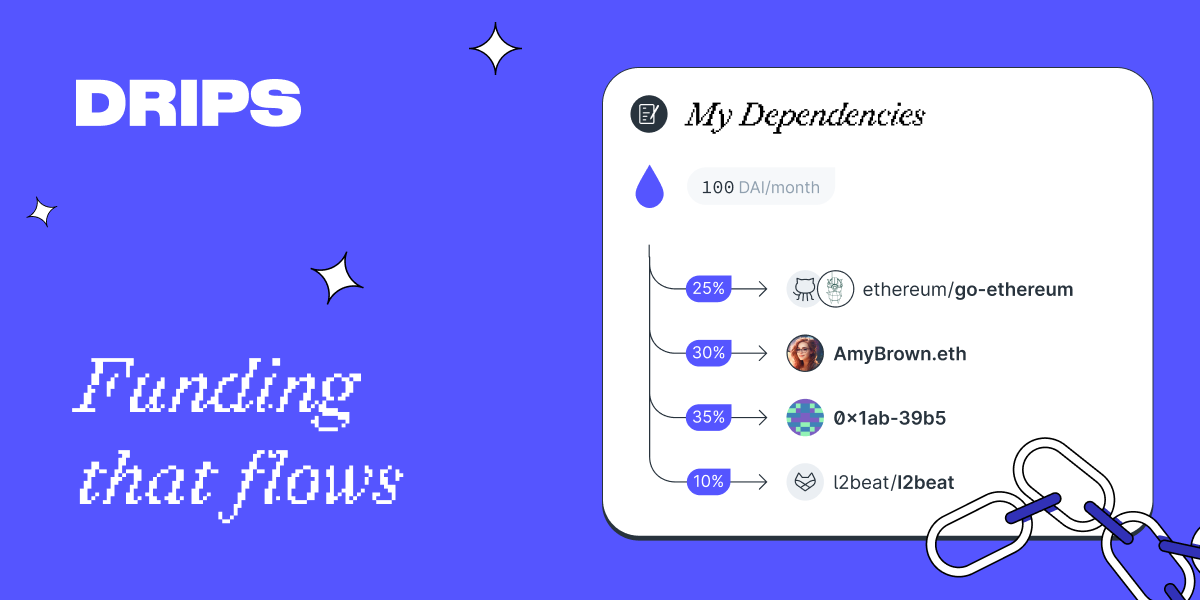 DRIPS
Funding
that flows
My Dependencies
100 DAI/month
25% ethereum/go-ethereum
30% AmyBrown.eth
35% 0×1ab-39b5
10% l2beat/l2beat